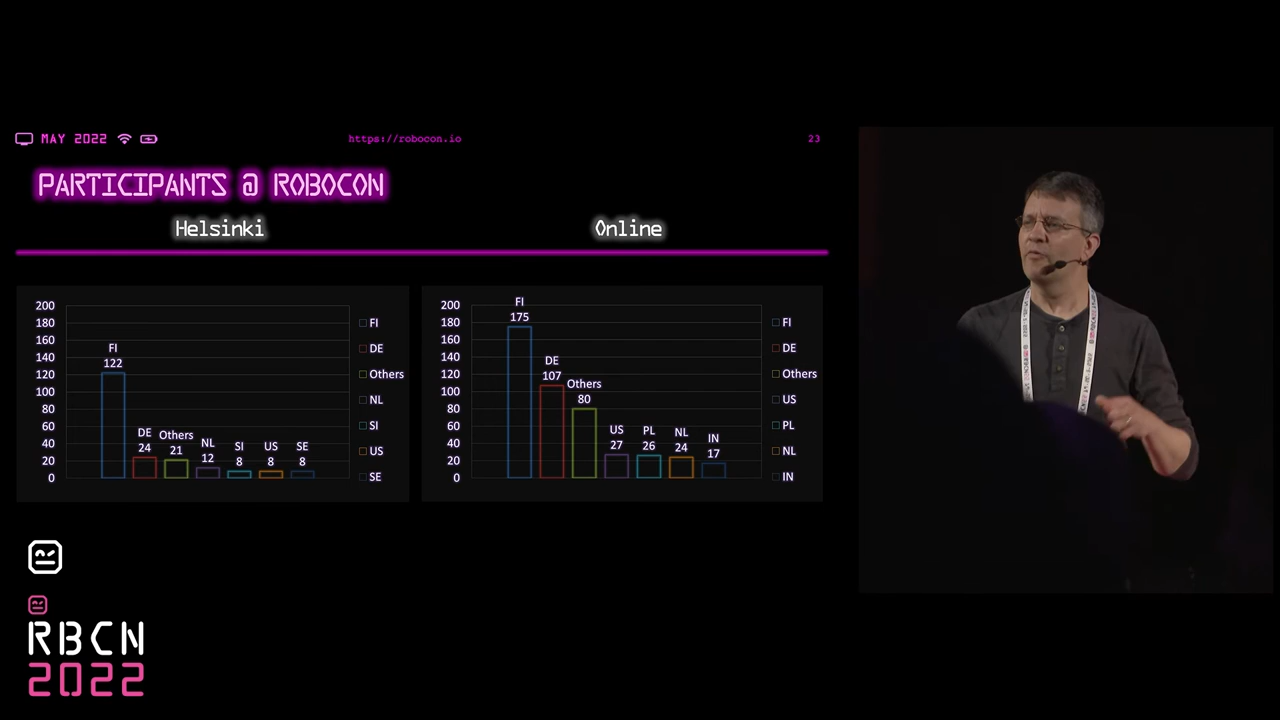 MAY 2022
https://robocon.io
23
PARTICIPANTS @ ROBOCON
Helsinki
Online
200
180
160
140
120
100
80
60
40
20
0
FI
122
DE
24
Others
21
NL
12
SI
8
US
8
SE
8
FI
DE
Others
NL
SI
US
SE
200
180
160
140
120
100
80
60
40
20
0
FI
175
DE
107
Others
80
US
27
PL
26
NL
24
IN
17
FI
DE
Others
US
PL
NL
IN
RBCN
2022